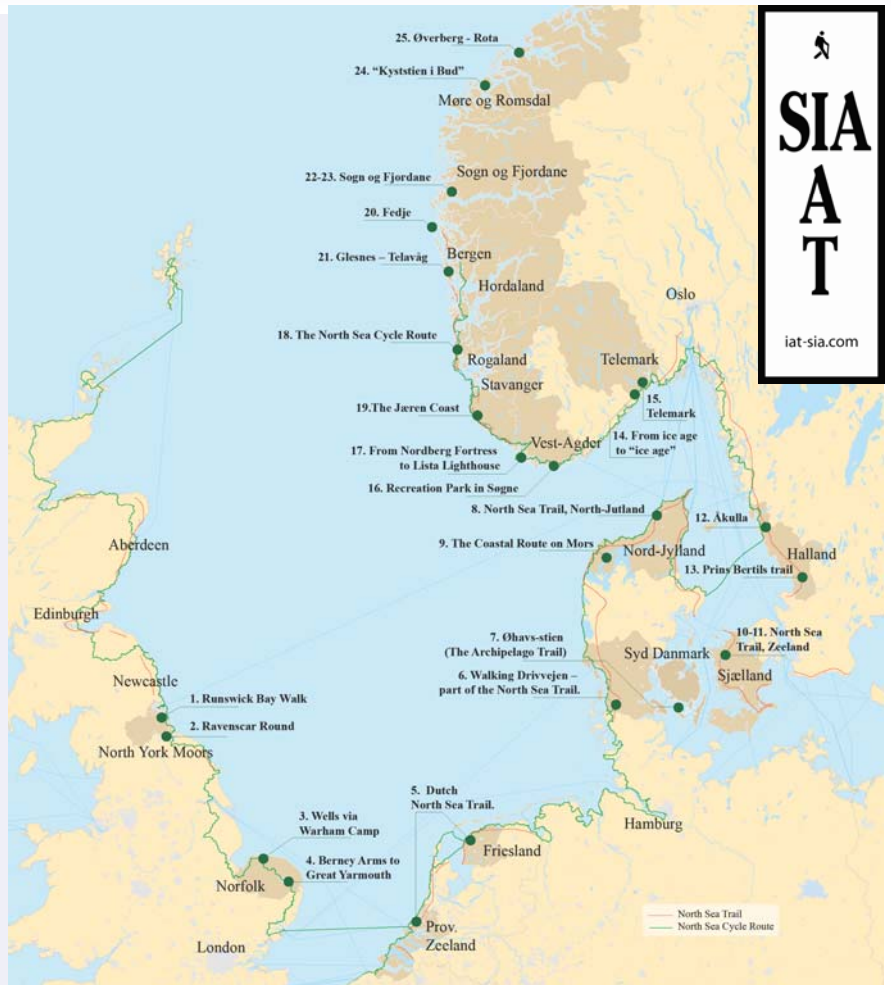 25. Øverberg - Rota
24. “Kyststien i Bud”
Møre og Romsdal
22-23. Sogn og Fjordane
Sogn og Fjordane
20. Fedje
Bergen
21. Glesnes – Telavåg
Hordaland
Oslo
18. The North Sea Cycle Route
Rogaland
Telemark
Stavanger
15.
Telemark
19.The Jæren Coast
Vest-Agder
14. From ice age
to “ice age”
17. From Nordberg Fortress
to Lista Lighthouse
16. Recreation Park in Søgne
8. North Sea Trail, North-Jutland
12. Åkulla
Aberdeen
9. The Coastal Route on Mors
Nord-Jylland
Halland
13. Prins Bertils trail
Edinburgh
7. Øhavs-stien
(The Archipelago Trail)
Syd Danmark
10-11. North Sea
Trail, Zeeland
Sjælland
6. Walking Drivvejen –
part of the North Sea Trail.
Newcastle
1. Runswick Bay Walk
2. Ravenscar Round
North York Moors
5. Dutch
North Sea Trail.
Hamburg
3. Wells via
Warham Camp
Friesland
4. Berney Arms to
Great Yarmouth
Norfolk
Prov.
Zeeland
London
North Sea Trail
North Sea Cycle Route
SIA
A
T
iat-sia.com